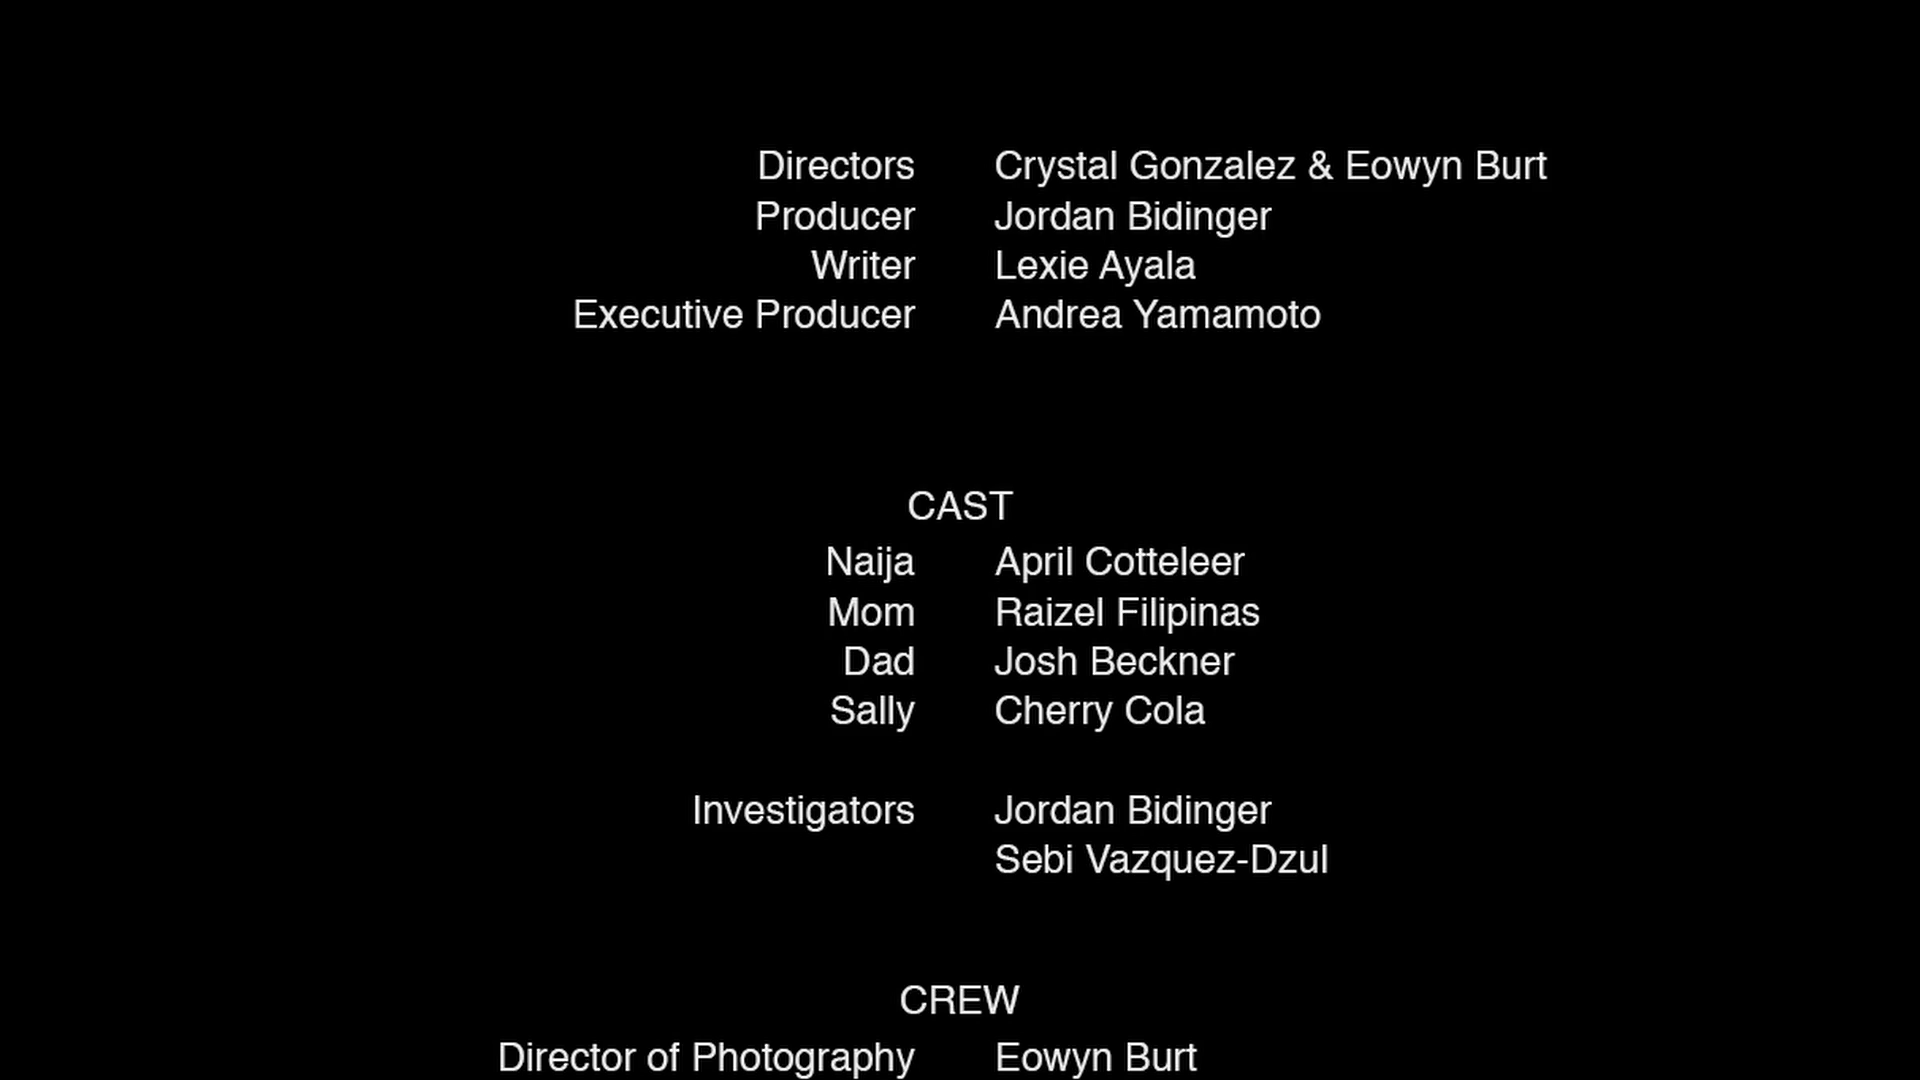 Directors Crystal Gonzalez & Eowyn Burt
Producer Jordan Bidinger
Writer Lexie Ayala
Executive Producer Andrea Yamamoto
CAST
Naija April Cotteleer
Mom Raizel Filipinas
Dad Josh Beckner
Sally Cherry Cola
Investigators Jordan Bidinger
Sebi Vazquez-Dzul
CREW
Director of Photography Eowyn Burt